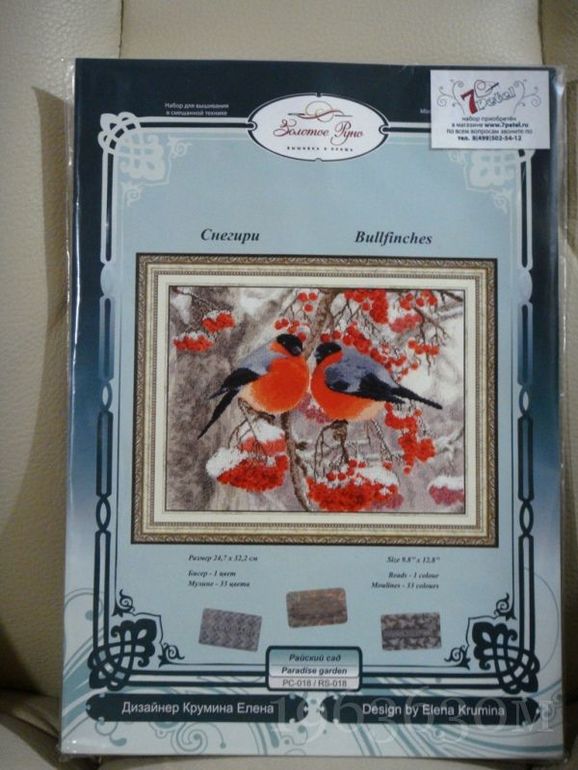 Набор для вышивания
в смешанной технике
Золотое Руно
7
Petel
набор приобретён
в магазине www.7petel.ru
по всем вопросам звоните по
тел. 8(499)502-54-12
Снегири Bullfinches
Размер 24,7 x 32,2 см Size 9.8" x 12.8"
Бисер - 1 цвет Beads - 1 colour
Мулине - 33 цвета Moulines - 33 colours
Райский сад
Paradise garden
PC-018 / RS-018
Дизайнер Крумина Елена Design by Elena Krumina